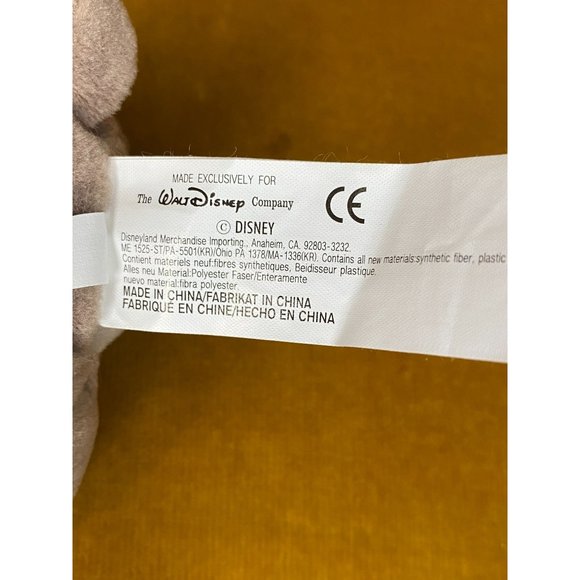 MADE EXCLUSIVELY FOR
The Walt Disney Company
CE
© DISNEY
Disneyland Merchandise Importing., Anaheim, CA. 92803-3232.
ME 1525-ST/PA-5501(KR)/Ohio PA 1378/MA-1336(KR). Contains all new materials:synthetic fiber, plastic
Contient materiels neuf:fibres synthetiques, Beidisseur plastique.
Alles neu Material:Polyester Faser/Enteramente
nuevo material:fibra polyester.
MADE IN CHINA/FABRIKAT IN CHINA
FABRIQUÉ EN CHINE/HECHO EN CHINA